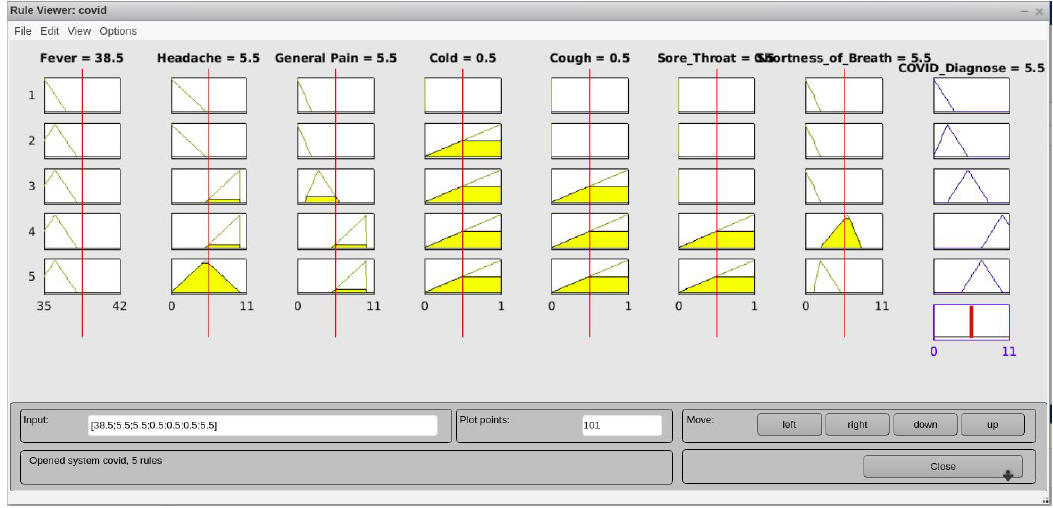 Rule Viewer: covid
File Edit View Options
Fever = 38.5 Headache = 5.5 General Pain = 5.5 Cold = 0.5 Cough = 0.5 Sore_Throat = 0.5 Shortness_of_Breath = 5.5
COVID_Diagnose = 5.5
1
2
3
4
5
35 42 0 11 0 11 0 1 0 1 0 1 0 11
0 11
Input: [38.5;5.5;5.5;0.5;0.5;0.5;5.5] Plot points: 101 Move: left right down up
Opened system covid, 5 rules Close